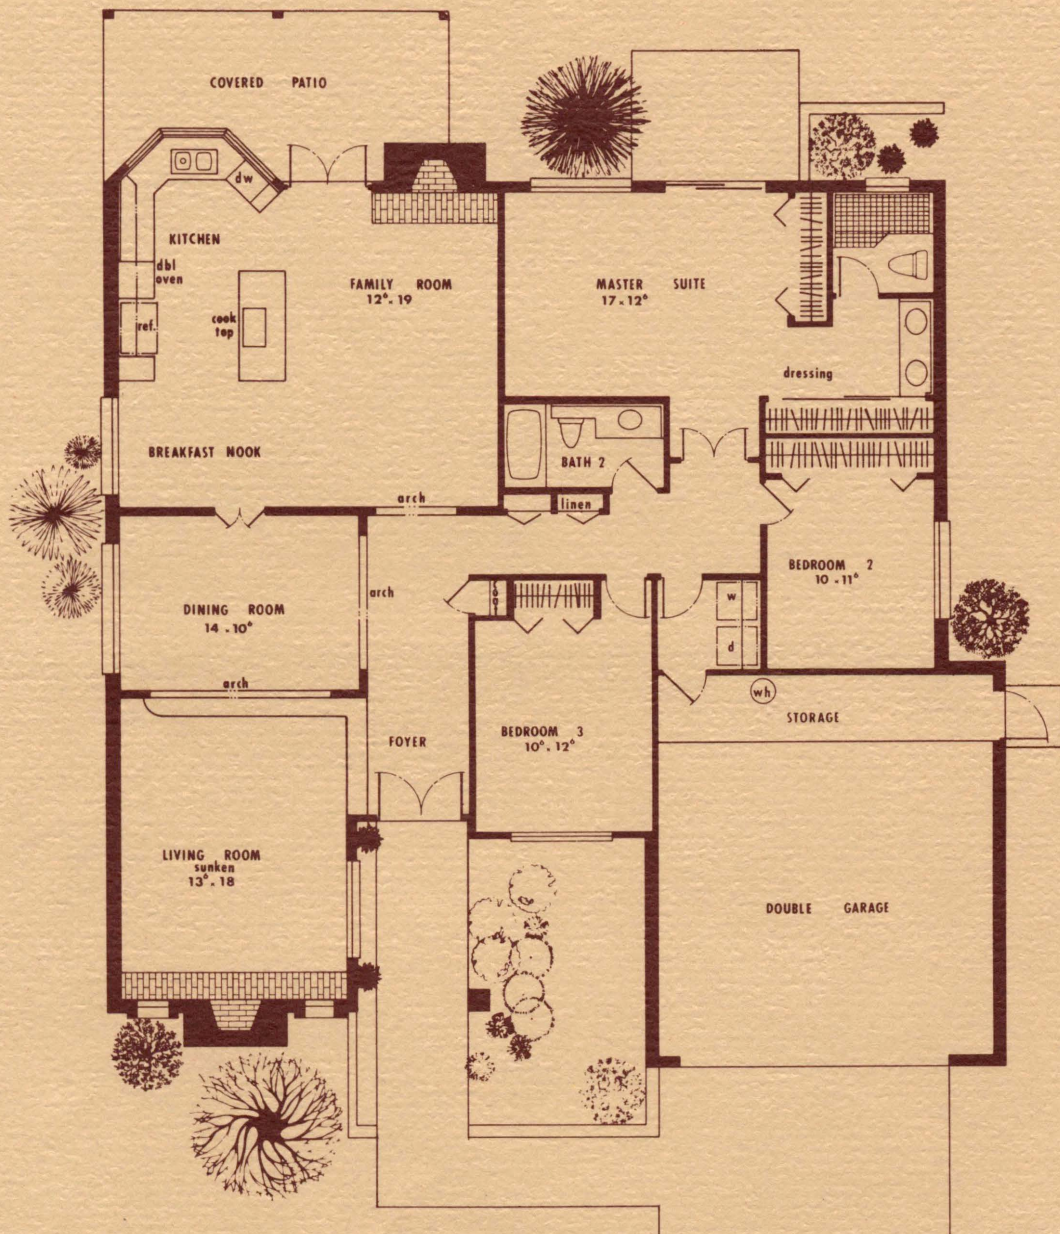 COVERED PATIO
dw
KITCHEN
dbl
oven
FAMILY ROOM
12⁶ - 19
MASTER SUITE
17 - 12⁶
ref.
cook
top
dressing
BREAKFAST NOOK
BATH 2
arch
linen
BEDROOM 2
10 - 11⁶
arch
coat
w
DINING ROOM
14 - 10⁶
d
arch
wh
STORAGE
BEDROOM 3
10⁶ - 12⁶
FOYER
LIVING ROOM
sunken
13⁶ - 18
DOUBLE GARAGE